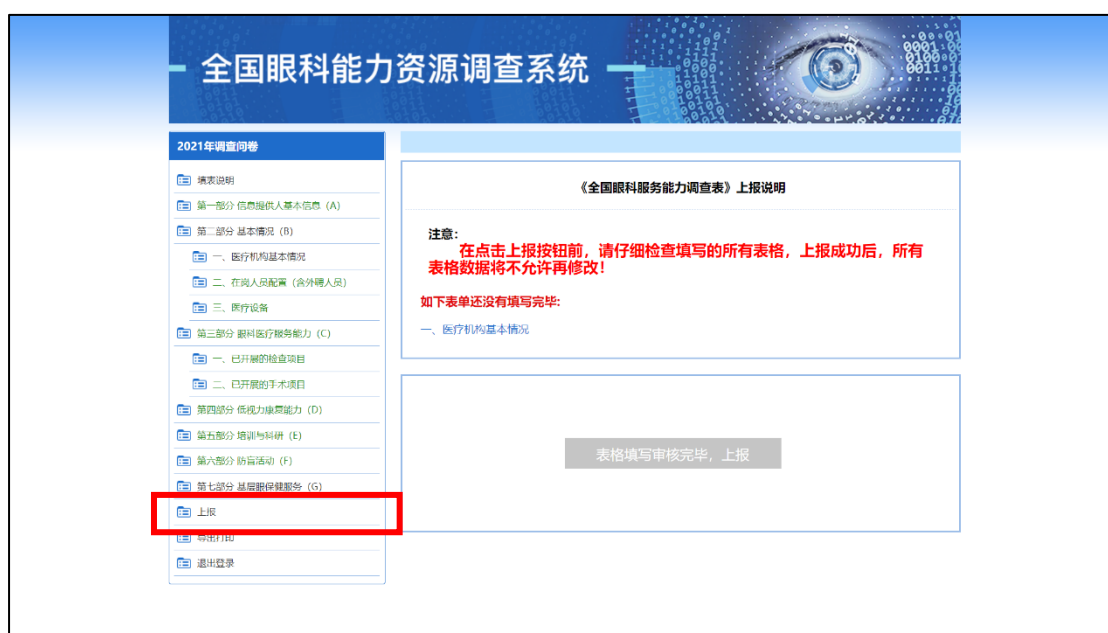 全国眼科能力资源调查系统
2021年调查问卷
填表说明
第一部分 信息提供人基本信息（A）
第二部分 基本情况（B）
一、医疗机构基本情况
二、在岗人员配置（含外聘人员）
三、医疗设备
第三部分 眼科医疗服务能力（C）
一、已开展的检查项目
二、已开展的手术项目
第四部分 低视力康复能力（D）
第五部分 培训与科研（E）
第六部分 防盲活动（F）
第七部分 基层眼保健服务（G）
上报
导出打印
退出登录
《全国眼科服务能力调查表》上报说明
注意：
在点击上报按钮前，请仔细检查填写的所有表格，上报成功后，所有
表格数据将不允许再修改！
如下表单还没有填写完毕:
一、医疗机构基本情况
表格填写审核完毕，上报